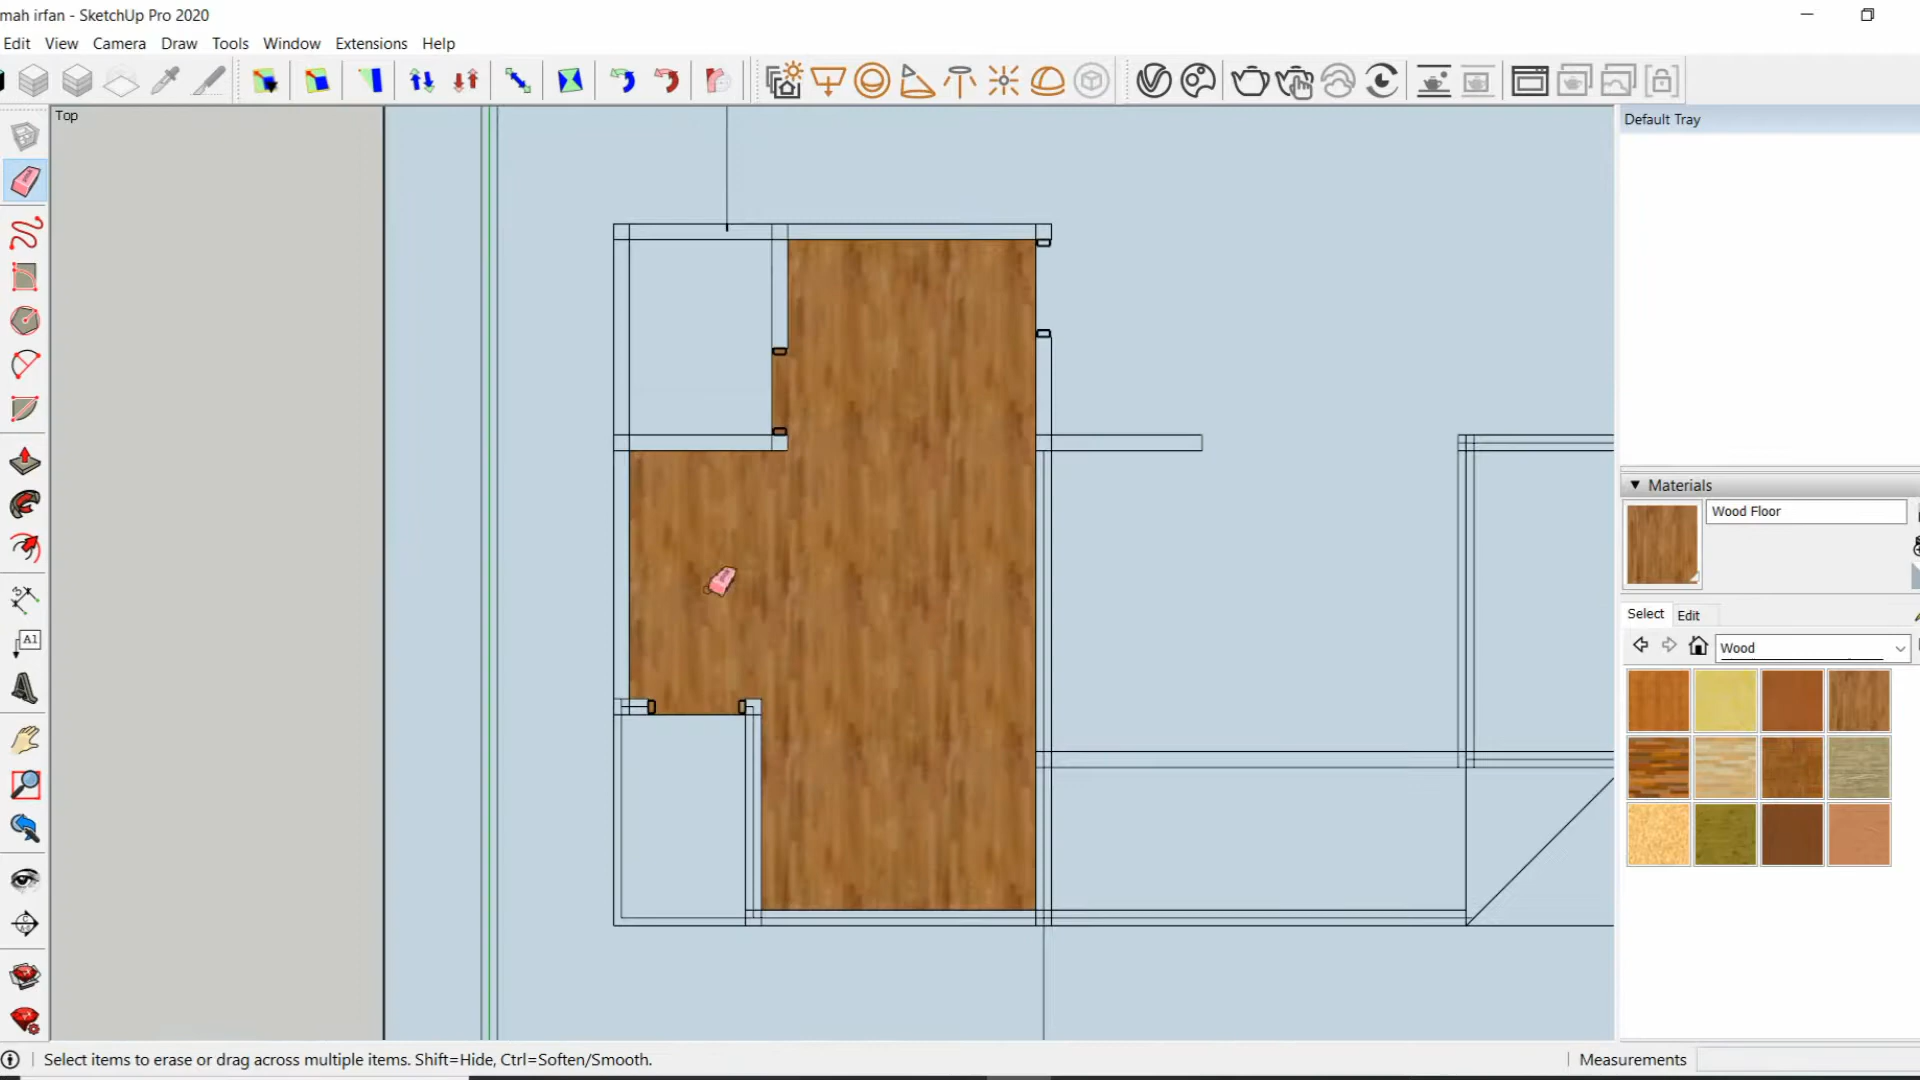 mah irfan - SketchUp Pro 2020
Edit View Camera Draw Tools Window Extensions Help
Top
Default Tray
Materials
Wood Floor
Select Edit
Wood
A1
Select items to erase or drag across multiple items. Shift=Hide, Ctrl=Soften/Smooth.
Measurements